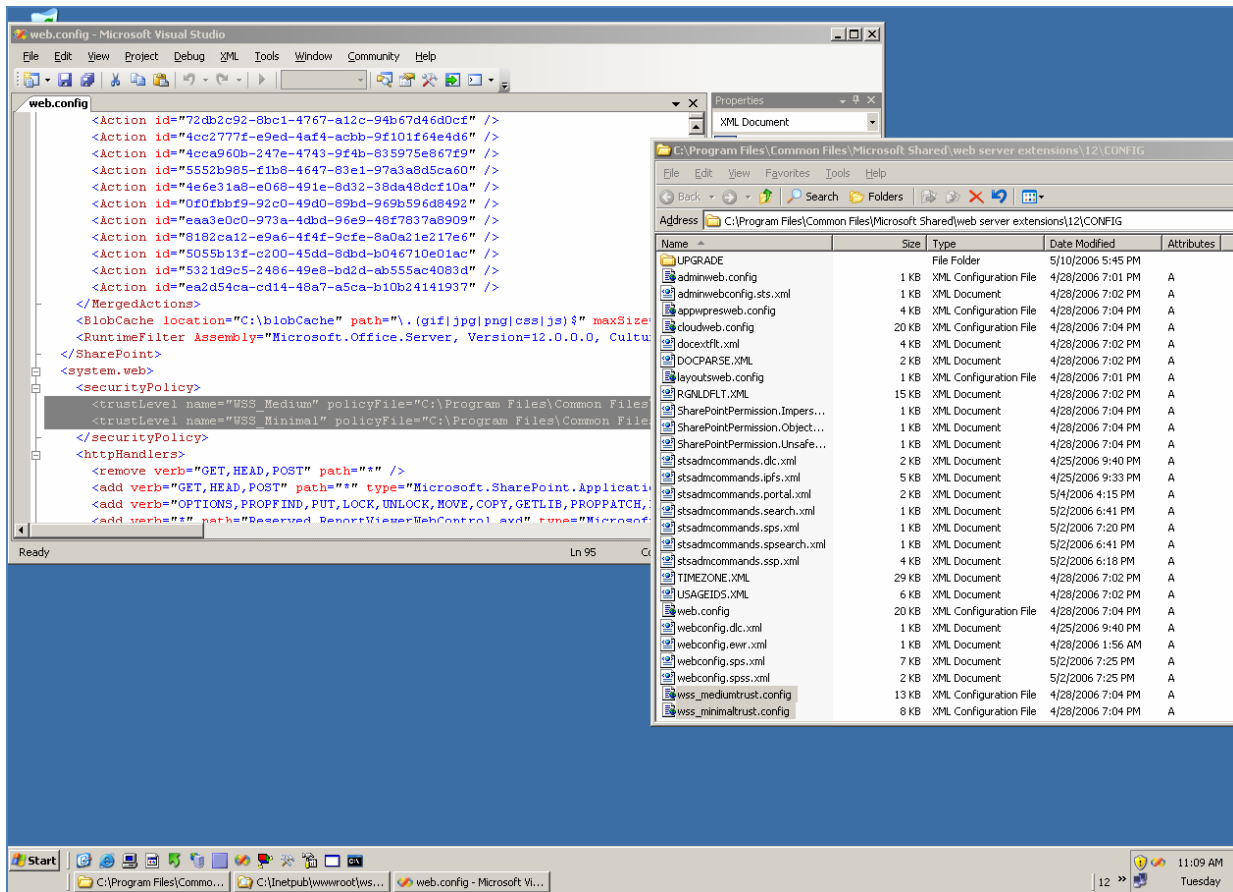 web.config - Microsoft Visual Studio
File Edit View Project Debug XML Tools Window Community Help
web.config
<Action id="72db2c92-8bc1-4767-a12c-94b67d46d0cf" />
<Action id="4cc2777f-e9ed-4af4-acbb-9f101f64e4d6" />
<Action id="4cca960b-247e-4743-9f4b-835975e867f9" />
<Action id="5552b985-f1b8-4647-83e1-97a3a8d5ca60" />
<Action id="4e6e31a8-e068-491e-8d32-38da48dcf10a" />
<Action id="0f0fbbf9-92c0-49d0-89bd-969b596d8492" />
<Action id="eaa3e0c0-973a-4dbd-96e9-48f7837a8909" />
<Action id="8182ca12-e9a6-4f4f-9cfe-8a0a21e217e6" />
<Action id="5055b13f-c200-45dd-8dbd-b046710e01ac" />
<Action id="5321d9c5-2486-49e8-bd2d-ab555ac4083d" />
<Action id="ea2d54ca-cd14-48a7-a5ca-b10b24141937" />
</MergedActions>
<BlobCache location="C:\blobCache" path="\.(gif|jpg|png|css|js)$" maxSize=
<RuntimeFilter Assembly="Microsoft.Office.Server, Version=12.0.0.0, Cultu
</SharePoint>
<system.web>
<securityPolicy>
<trustLevel name="WSS_Medium" policyFile="C:\Program Files\Common Files
<trustLevel name="WSS_Minimal" policyFile="C:\Program Files\Common File
</securityPolicy>
<httpHandlers>
<remove verb="GET,HEAD,POST" path="*" />
<add verb="GET,HEAD,POST" path="*" type="Microsoft.SharePoint.Applicati
<add verb="OPTIONS,PROPFIND,PUT,LOCK,UNLOCK,MOVE,COPY,GETLIB,PROPPATCH,
<add verb="*" path="Reserved.ReportViewerWebControl.axd" type="Microsof
Ready Ln 95 Co
Properties
XML Document
C:\Program Files\Common Files\Microsoft Shared\web server extensions\12\CONFIG
File Edit View Favorites Tools Help
Back Search Folders
Address C:\Program Files\Common Files\Microsoft Shared\web server extensions\12\CONFIG
Name Size Type Date Modified Attributes
UPGRADE File Folder 5/10/2006 5:45 PM
adminweb.config 1 KB XML Configuration File 4/28/2006 7:01 PM A
adminwebconfig.sts.xml 1 KB XML Document 4/28/2006 7:02 PM A
appwpresweb.config 4 KB XML Configuration File 4/28/2006 7:04 PM A
cloudweb.config 20 KB XML Configuration File 4/28/2006 7:04 PM A
docextflt.xml 4 KB XML Document 4/28/2006 7:02 PM A
DOCPARSE.XML 2 KB XML Document 4/28/2006 7:02 PM A
layoutsweb.config 1 KB XML Configuration File 4/28/2006 7:01 PM A
RGNLDFLT.XML 15 KB XML Document 4/28/2006 7:02 PM A
SharePointPermission.Impers... 1 KB XML Document 4/28/2006 7:04 PM A
SharePointPermission.Object... 1 KB XML Document 4/28/2006 7:04 PM A
SharePointPermission.Unsafe... 1 KB XML Document 4/28/2006 7:04 PM A
stsadmcommands.dlc.xml 2 KB XML Document 4/25/2006 9:40 PM A
stsadmcommands.ipfs.xml 5 KB XML Document 4/25/2006 9:33 PM A
stsadmcommands.portal.xml 2 KB XML Document 5/4/2006 4:15 PM A
stsadmcommands.search.xml 1 KB XML Document 5/2/2006 6:41 PM A
stsadmcommands.sps.xml 1 KB XML Document 5/2/2006 7:20 PM A
stsadmcommands.spsearch.xml 1 KB XML Document 5/2/2006 6:41 PM A
stsadmcommands.ssp.xml 4 KB XML Document 5/2/2006 6:18 PM A
TIMEZONE.XML 29 KB XML Document 4/28/2006 7:02 PM A
USAGEIDS.XML 6 KB XML Document 4/28/2006 7:02 PM A
web.config 20 KB XML Configuration File 4/28/2006 7:04 PM A
webconfig.dlc.xml 1 KB XML Document 4/25/2006 9:40 PM A
webconfig.ewr.xml 1 KB XML Document 4/28/2006 1:56 AM A
webconfig.sps.xml 7 KB XML Document 5/2/2006 7:25 PM A
webconfig.spss.xml 2 KB XML Document 5/2/2006 7:25 PM A
wss_mediumtrust.config 13 KB XML Configuration File 4/28/2006 7:04 PM A
wss_minimaltrust.config 8 KB XML Configuration File 4/28/2006 7:04 PM A
Start
C:\Program Files\Commo... C:\Inetpub\wwwroot\ws... web.config - Microsoft Vi...
12 » 11:09 AM
Tuesday